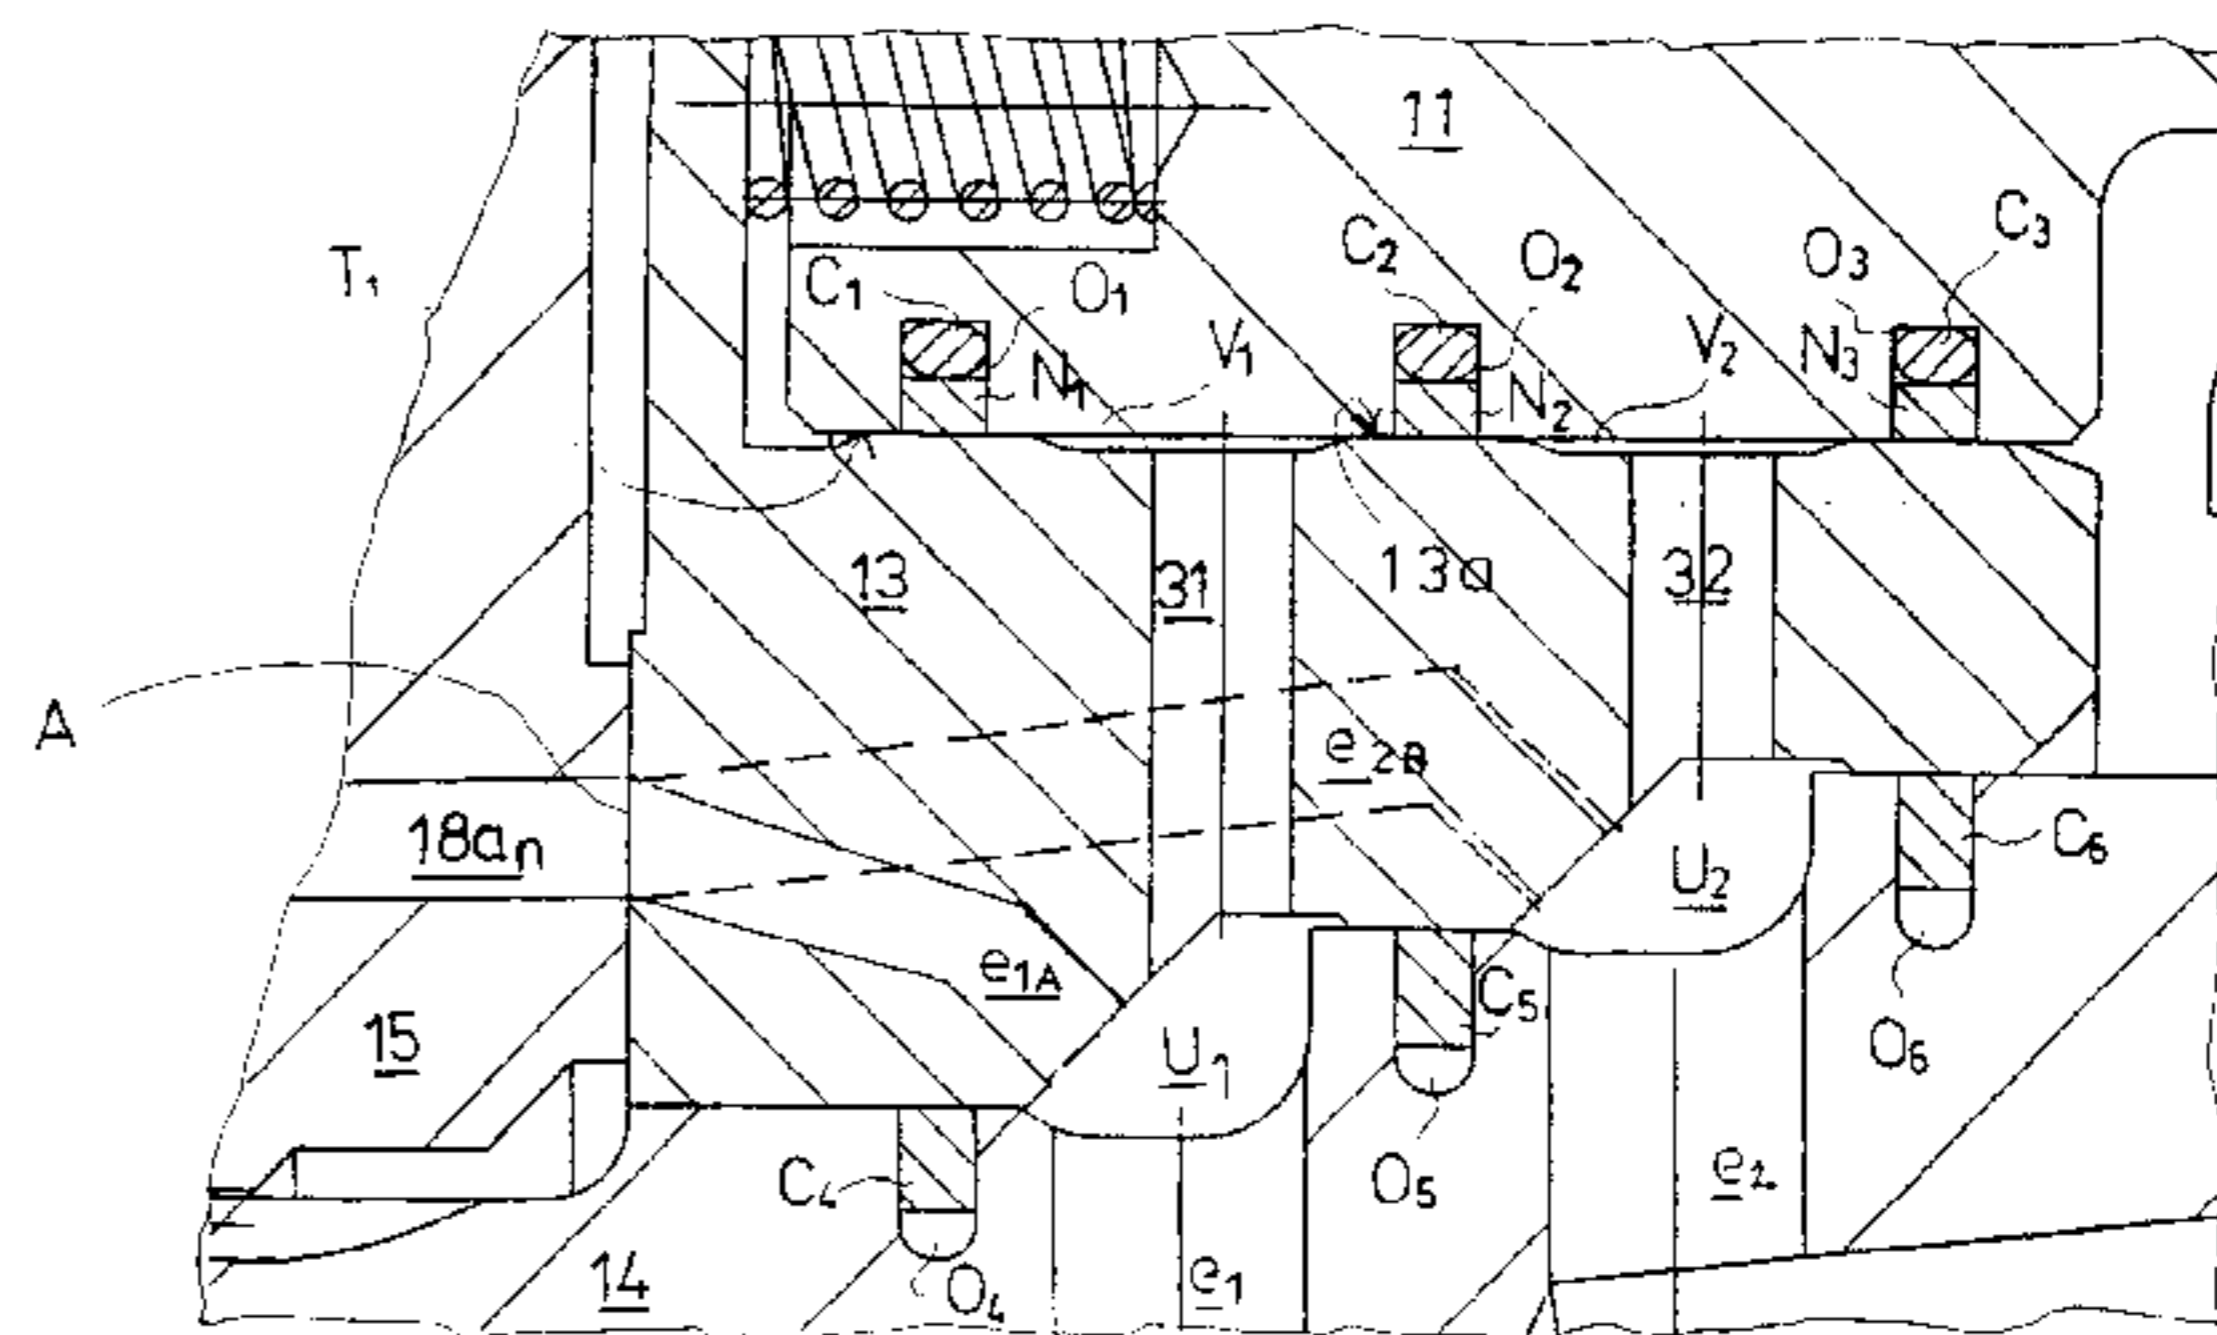 11
T₁
C₁
O₁
N₁
V₁
C₂
O₂
N₂
V₂
O₃
C₃
N₃
13
31
13a
32
A
e₂B
18aₙ
U₂
C₆
e₁A
C₅
15
U₁
O₆
C₄
O₅
e₂
14
O₄
e₁